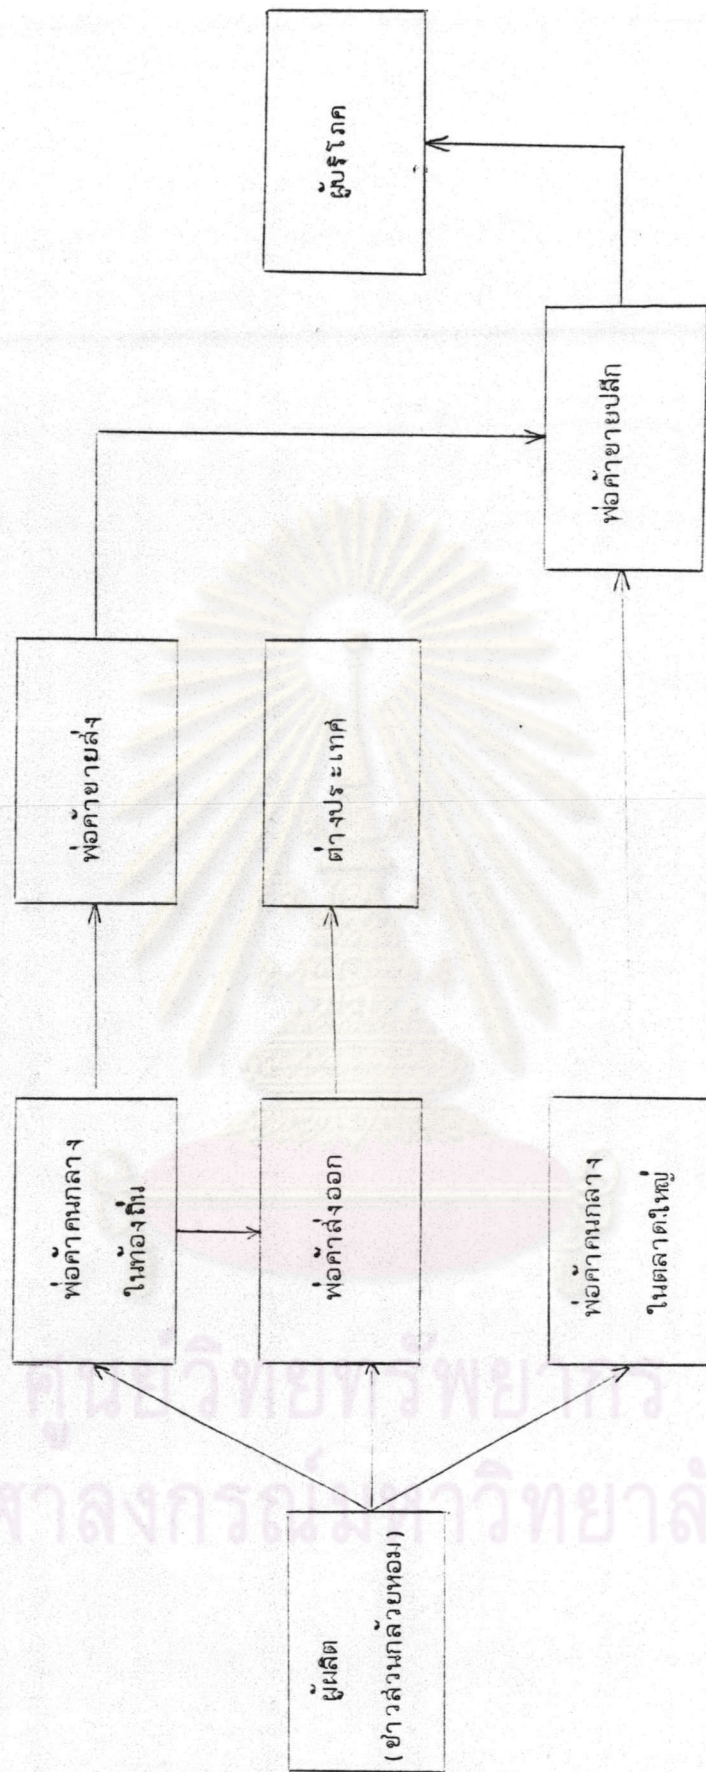 ผู้ผลิต
(ชาวสวนกล้วยหอม)
พ่อค้าคนกลาง
ในท้องถิ่น
พ่อค้าส่งออก
พ่อค้าคนกลาง
ในตลาดใหญ่
พ่อค้าขายส่ง
ต่างประเทศ
พ่อค้าขายปลีก
ผู้บริโภค
ศูนย์วิทยทรัพยากร
ฬาลงกรณ์มหาวิทยาลั